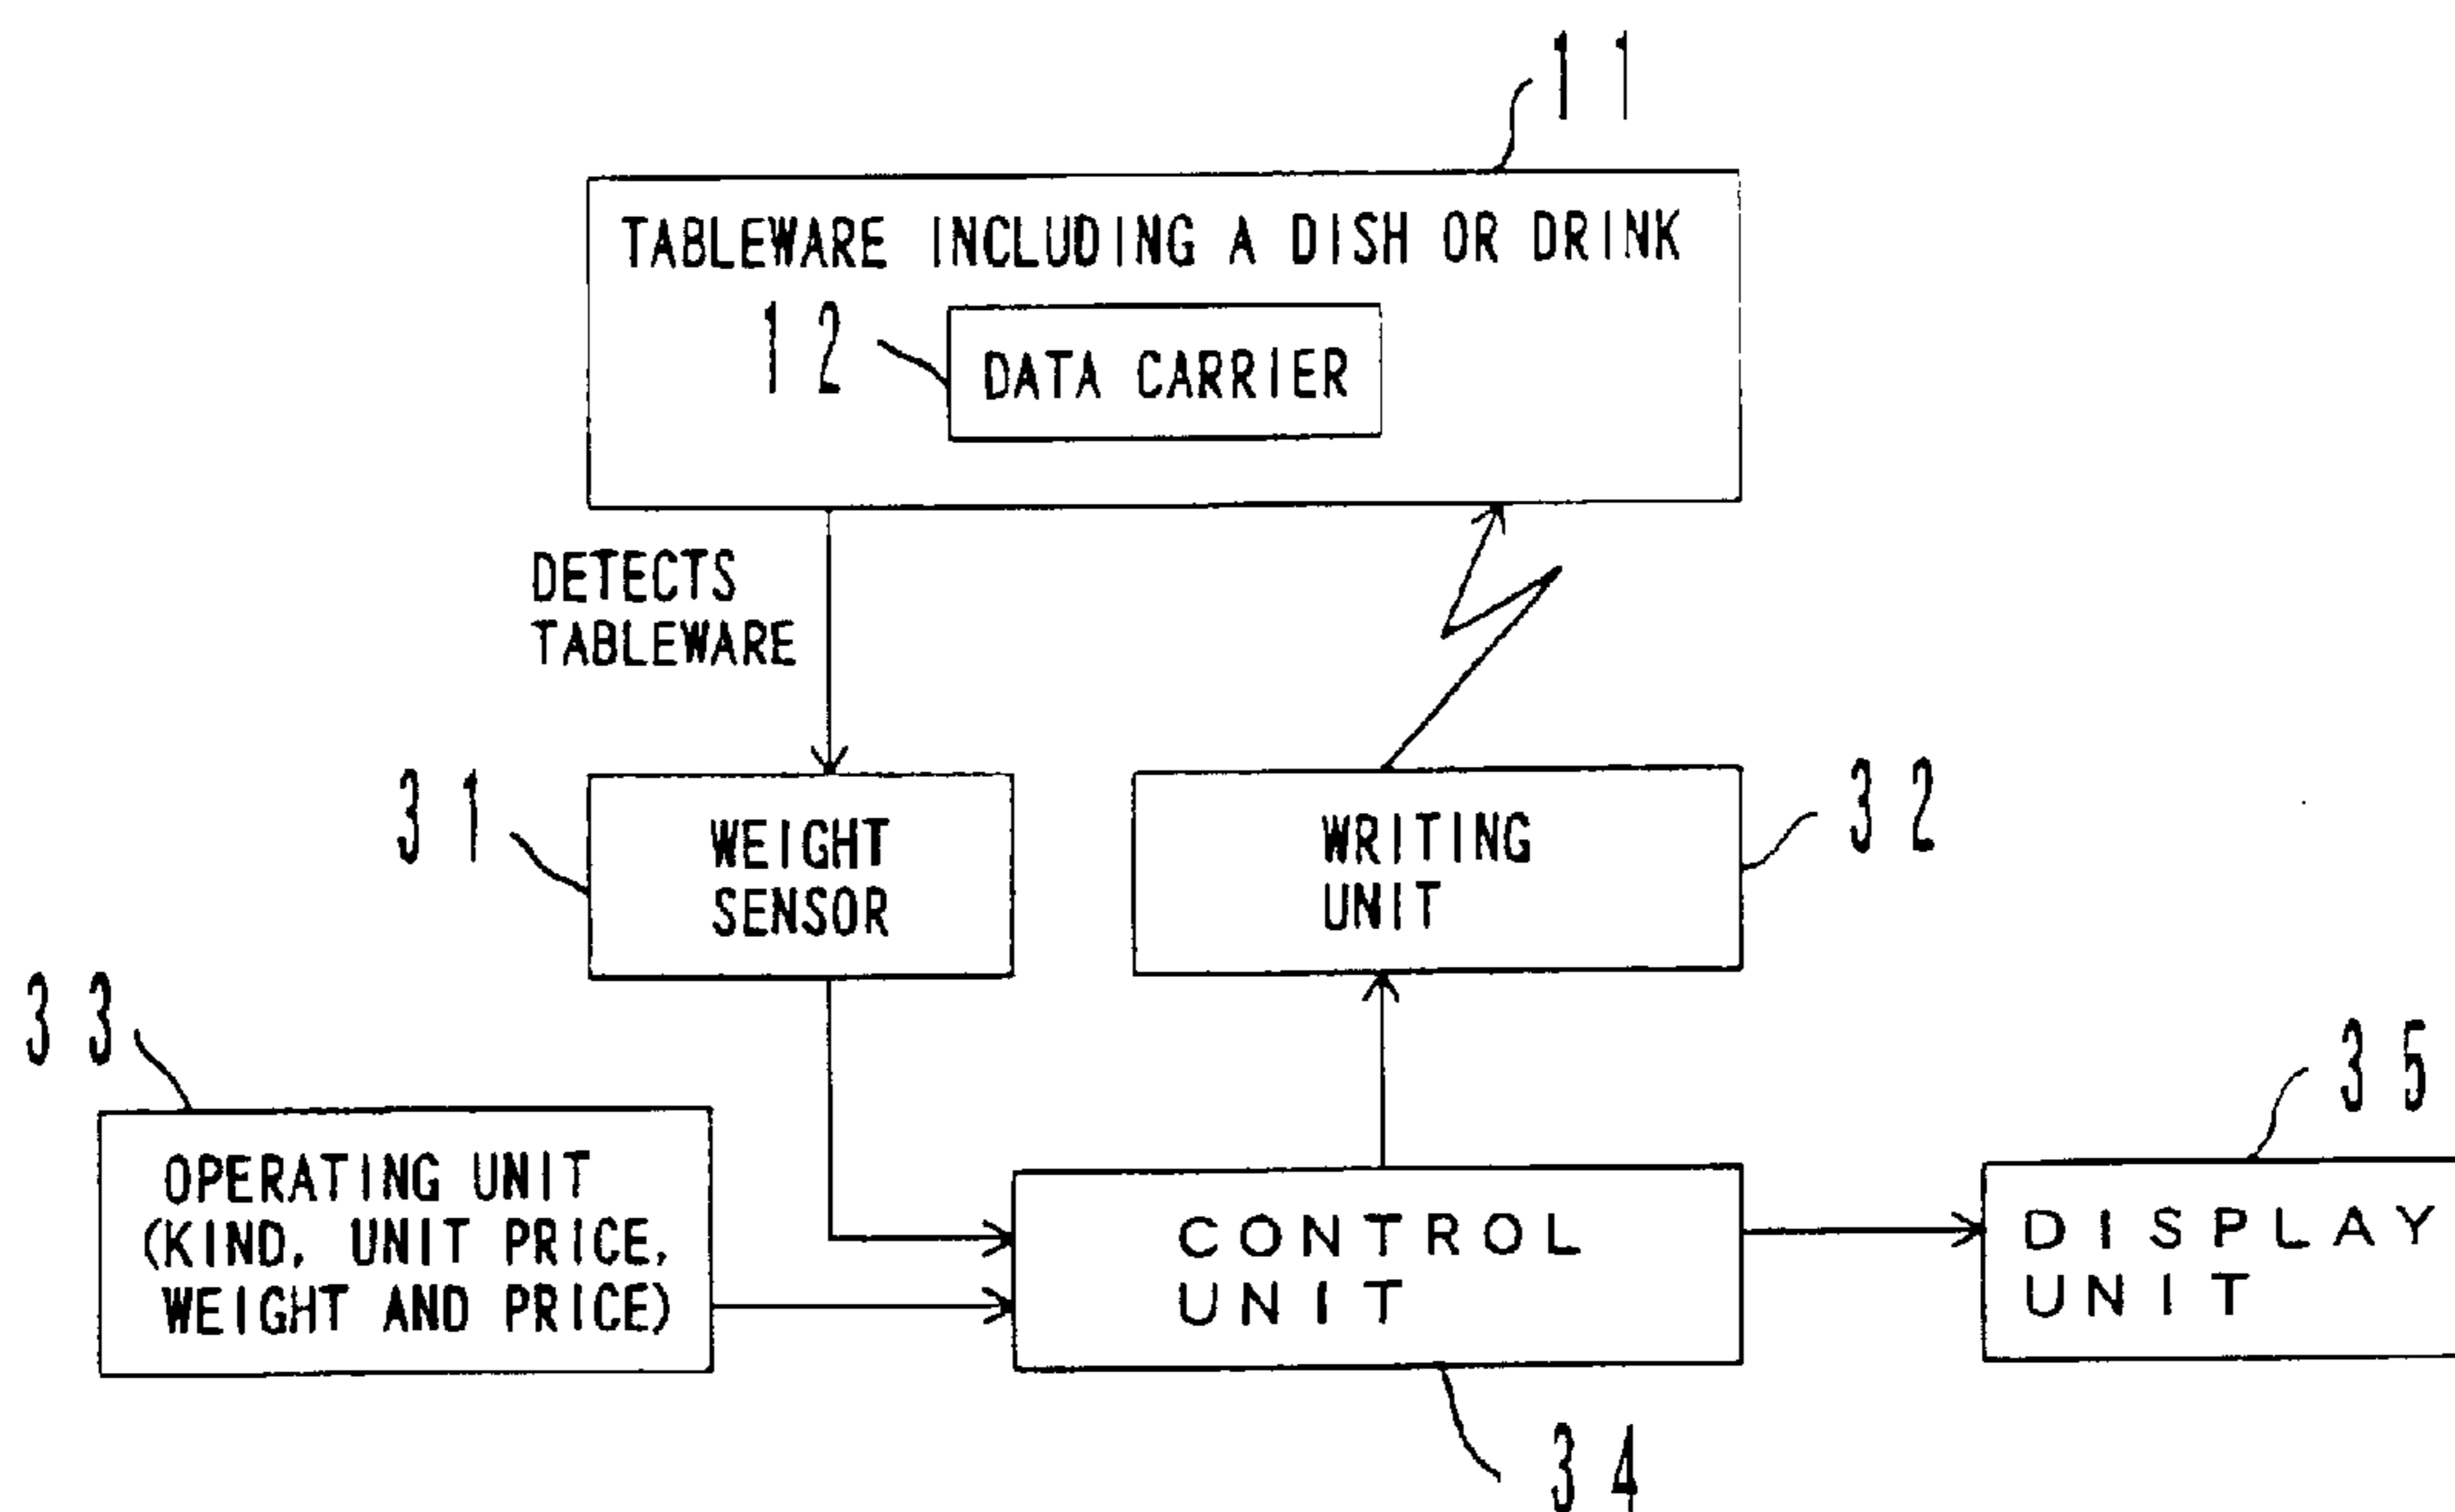 11
TABLEWARE INCLUDING A DISH OR DRINK
12
DATA CARRIER
DETECTS
TABLEWARE
31
WEIGHT
SENSOR
WRITING
UNIT
32
33
OPERATING UNIT
(KIND, UNIT PRICE,
WEIGHT AND PRICE)
CONTROL
UNIT
34
35
DISPLAY
UNIT